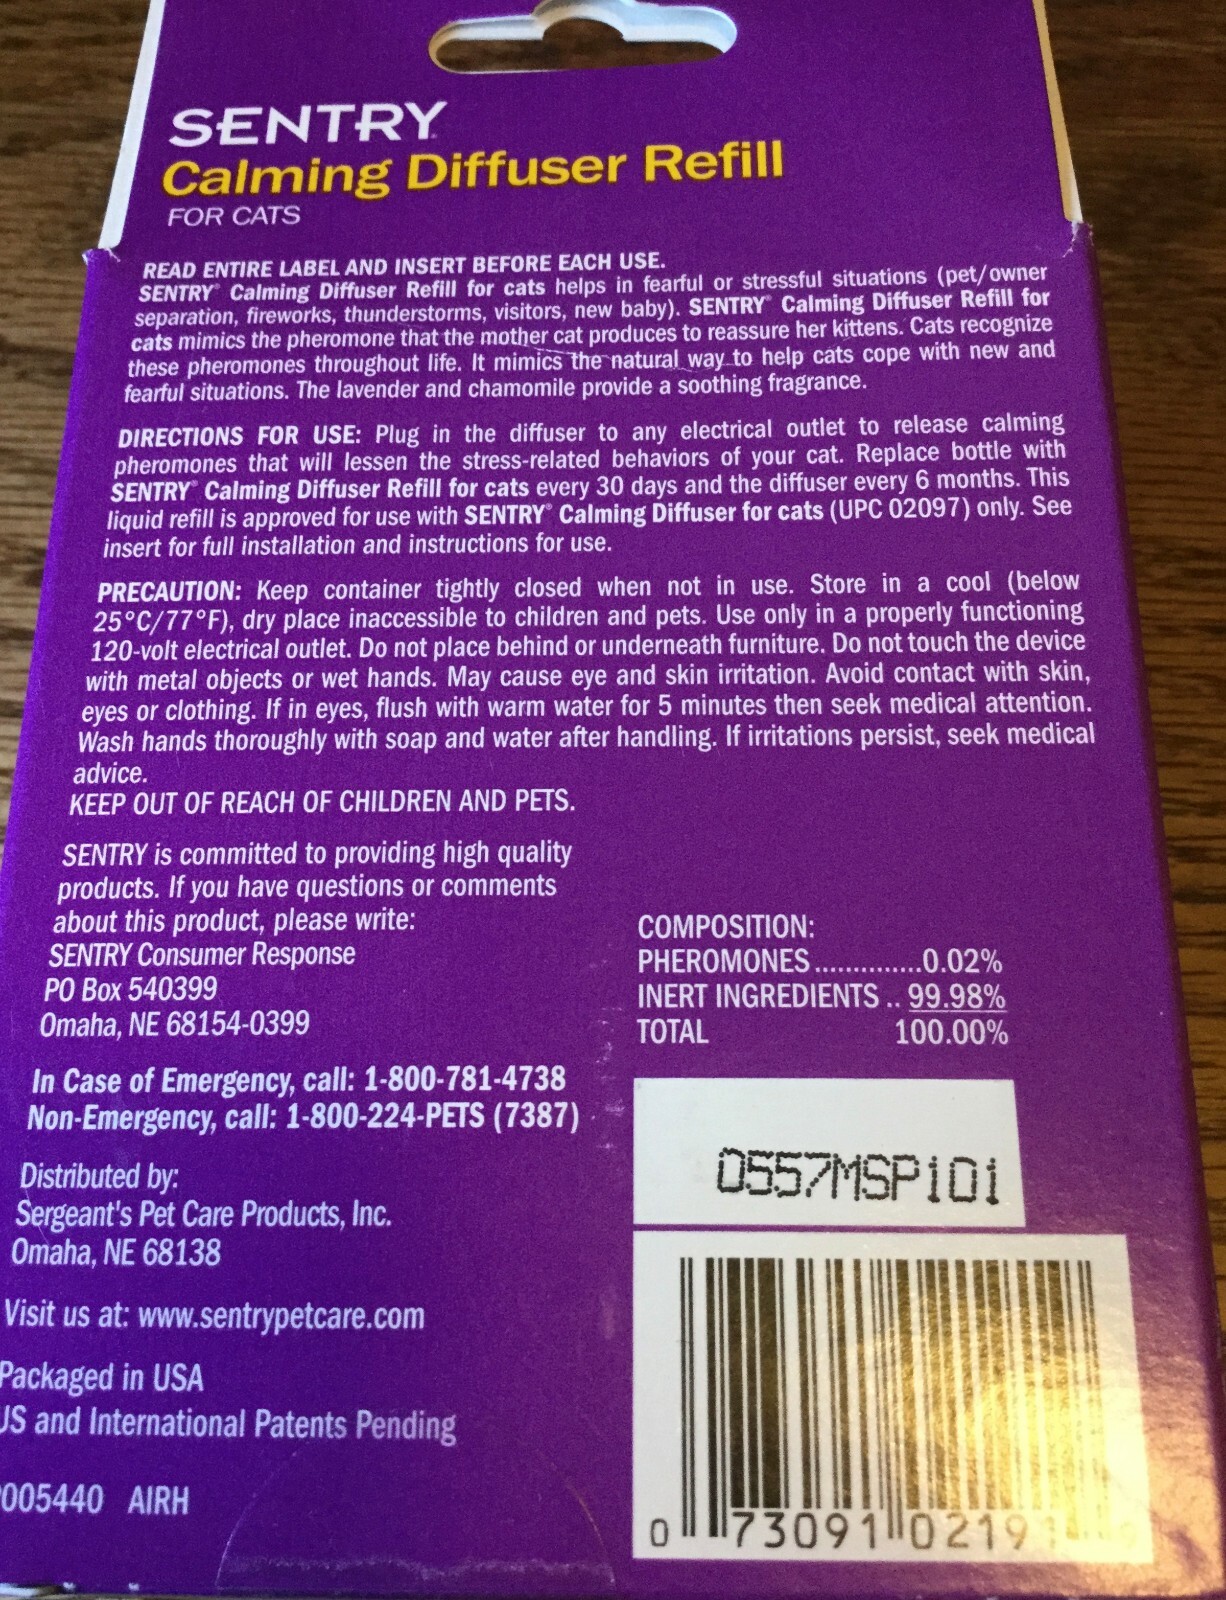 SENTRY
Calming Diffuser Refill
FOR CATS
READ ENTIRE LABEL AND INSERT BEFORE EACH USE.
SENTRY® Calming Diffuser Refill for cats helps in fearful or stressful situations (pet/owner
separation, fireworks, thunderstorms, visitors, new baby). SENTRY® Calming Diffuser Refill for
cats mimics the pheromone that the mother cat produces to reassure her kittens. Cats recognize
these pheromones throughout life. It mimics the natural way to help cats cope with new and
fearful situations. The lavender and chamomile provide a soothing fragrance.
DIRECTIONS FOR USE: Plug in the diffuser to any electrical outlet to release calming
pheromones that will lessen the stress-related behaviors of your cat. Replace bottle with
SENTRY® Calming Diffuser Refill for cats every 30 days and the diffuser every 6 months. This
liquid refill is approved for use with SENTRY® Calming Diffuser for cats (UPC 02097) only. See
insert for full installation and instructions for use.
PRECAUTION: Keep container tightly closed when not in use. Store in a cool (below
25°C/77°F), dry place inaccessible to children and pets. Use only in a properly functioning
120-volt electrical outlet. Do not place behind or underneath furniture. Do not touch the device
with metal objects or wet hands. May cause eye and skin irritation. Avoid contact with skin,
eyes or clothing. If in eyes, flush with warm water for 5 minutes then seek medical attention.
Wash hands thoroughly with soap and water after handling. If irritations persist, seek medical
advice.
KEEP OUT OF REACH OF CHILDREN AND PETS.
SENTRY is committed to providing high quality
products. If you have questions or comments
about this product, please write:
SENTRY Consumer Response
PO Box 540399
Omaha, NE 68154-0399
In Case of Emergency, call: 1-800-781-4738
Non-Emergency, call: 1-800-224-PETS (7387)
Distributed by:
Sergeant's Pet Care Products, Inc.
Omaha, NE 68138
Visit us at: www.sentrypetcare.com
Packaged in USA
US and International Patents Pending
005440 AIRH
COMPOSITION:
PHEROMONES..............0.02%
INERT INGREDIENTS .. 99.98%
TOTAL 100.00%
0557MSP101
0 73091 02191